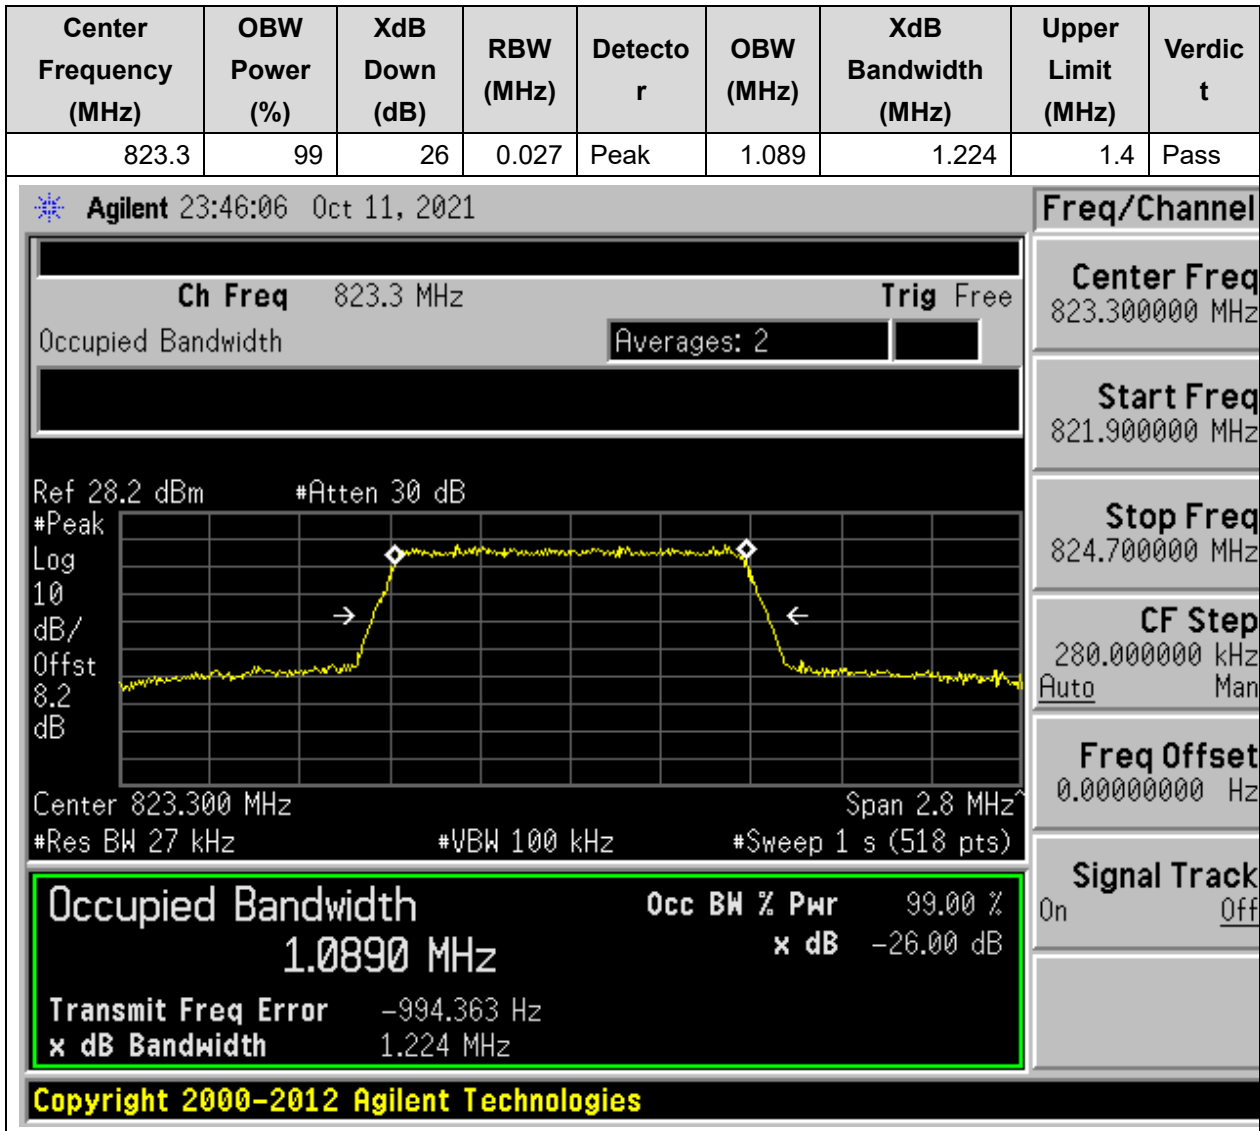 Center Frequency (MHz) OBW Power (%) XdB Down (dB) RBW (MHz) Detecto r OBW (MHz) XdB Bandwidth (MHz) Upper Limit (MHz) Verdic t
823.3 99 26 0.027 Peak 1.089 1.224 1.4 Pass
Agilent 23:46:06 Oct 11, 2021
Freq/Channel
Ch Freq 823.3 MHz Trig Free
Occupied Bandwidth Averages: 2
Center Freq
823.300000 MHz
Start Freq
821.900000 MHz
Stop Freq
824.700000 MHz
CF Step
280.000000 kHz
Auto Man
Freq Offset
0.00000000 Hz
Signal Track
On Off
Ref 28.2 dBm #Atten 30 dB
#Peak
Log
10
dB/
Offst
8.2
dB
Center 823.300 MHz Span 2.8 MHz^
#Res BW 27 kHz #VBW 100 kHz #Sweep 1 s (518 pts)
Occupied Bandwidth Occ BW % Pwr 99.00 %
1.0890 MHz x dB -26.00 dB
Transmit Freq Error -994.363 Hz
x dB Bandwidth 1.224 MHz
Copyright 2000-2012 Agilent Technologies